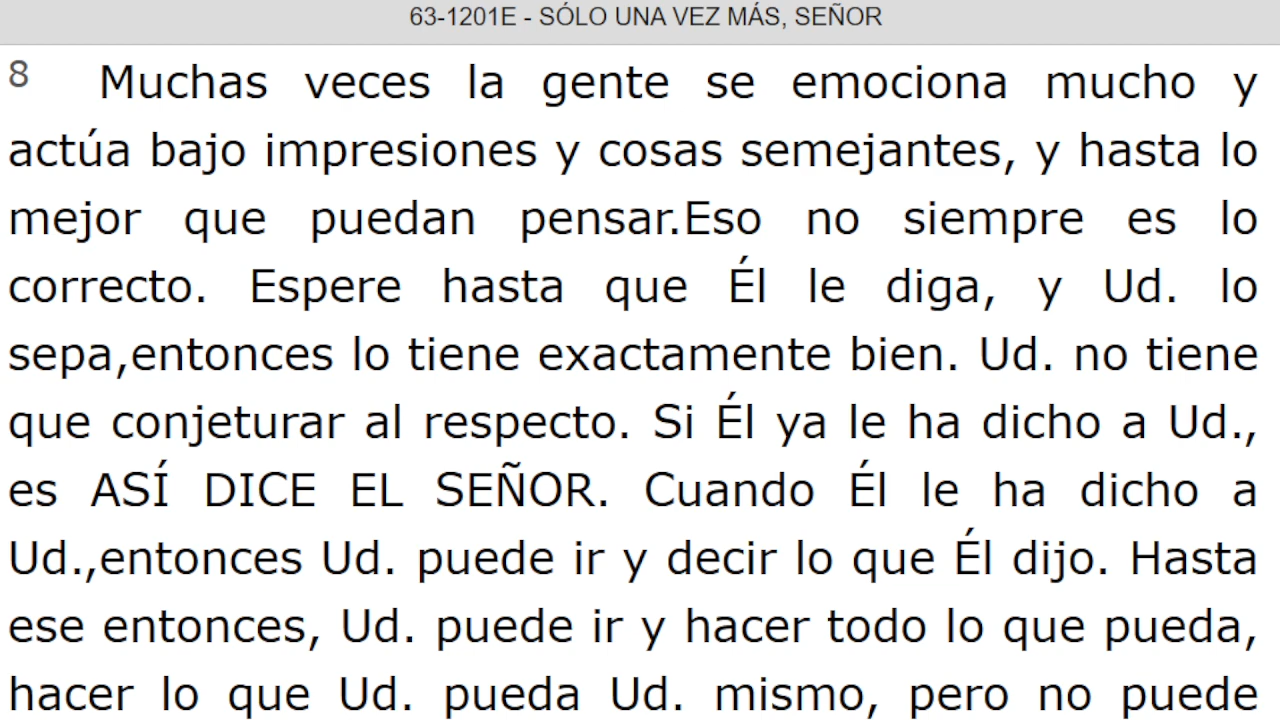 63-1201E - SÓLO UNA VEZ MÁS, SEÑOR
8 Muchas veces la gente se emociona mucho y
actúa bajo impresiones y cosas semejantes, y hasta lo
mejor que puedan pensar.Eso no siempre es lo
correcto. Espere hasta que Él le diga, y Ud. lo
sepa,entonces lo tiene exactamente bien. Ud. no tiene
que conjeturar al respecto. Si Él ya le ha dicho a Ud.,
es ASÍ DICE EL SEÑOR. Cuando Él le ha dicho a
Ud.,entonces Ud. puede ir y decir lo que Él dijo. Hasta
ese entonces, Ud. puede ir y hacer todo lo que pueda,
hacer lo que Ud. pueda Ud. mismo, pero no puede